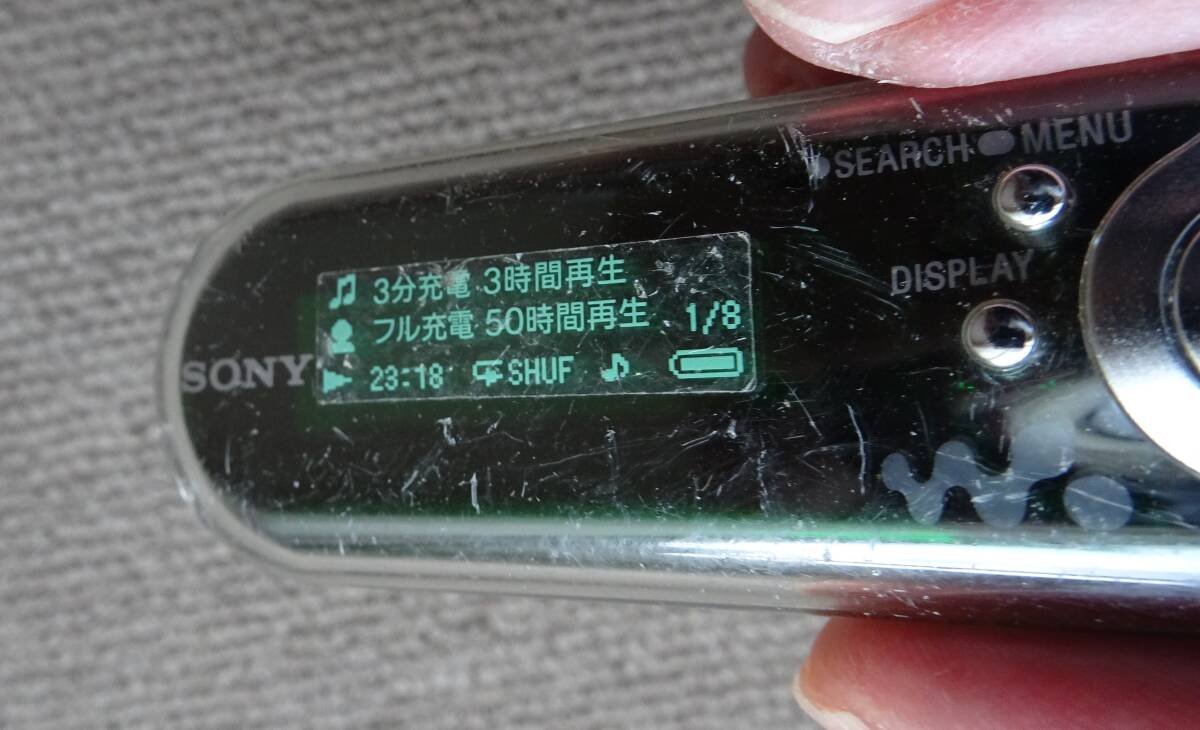 SEARCH MENU
DISPLAY
3分充電 3時間再生
フル充電 50時間再生 1/8
23:18 SHUF
SONY